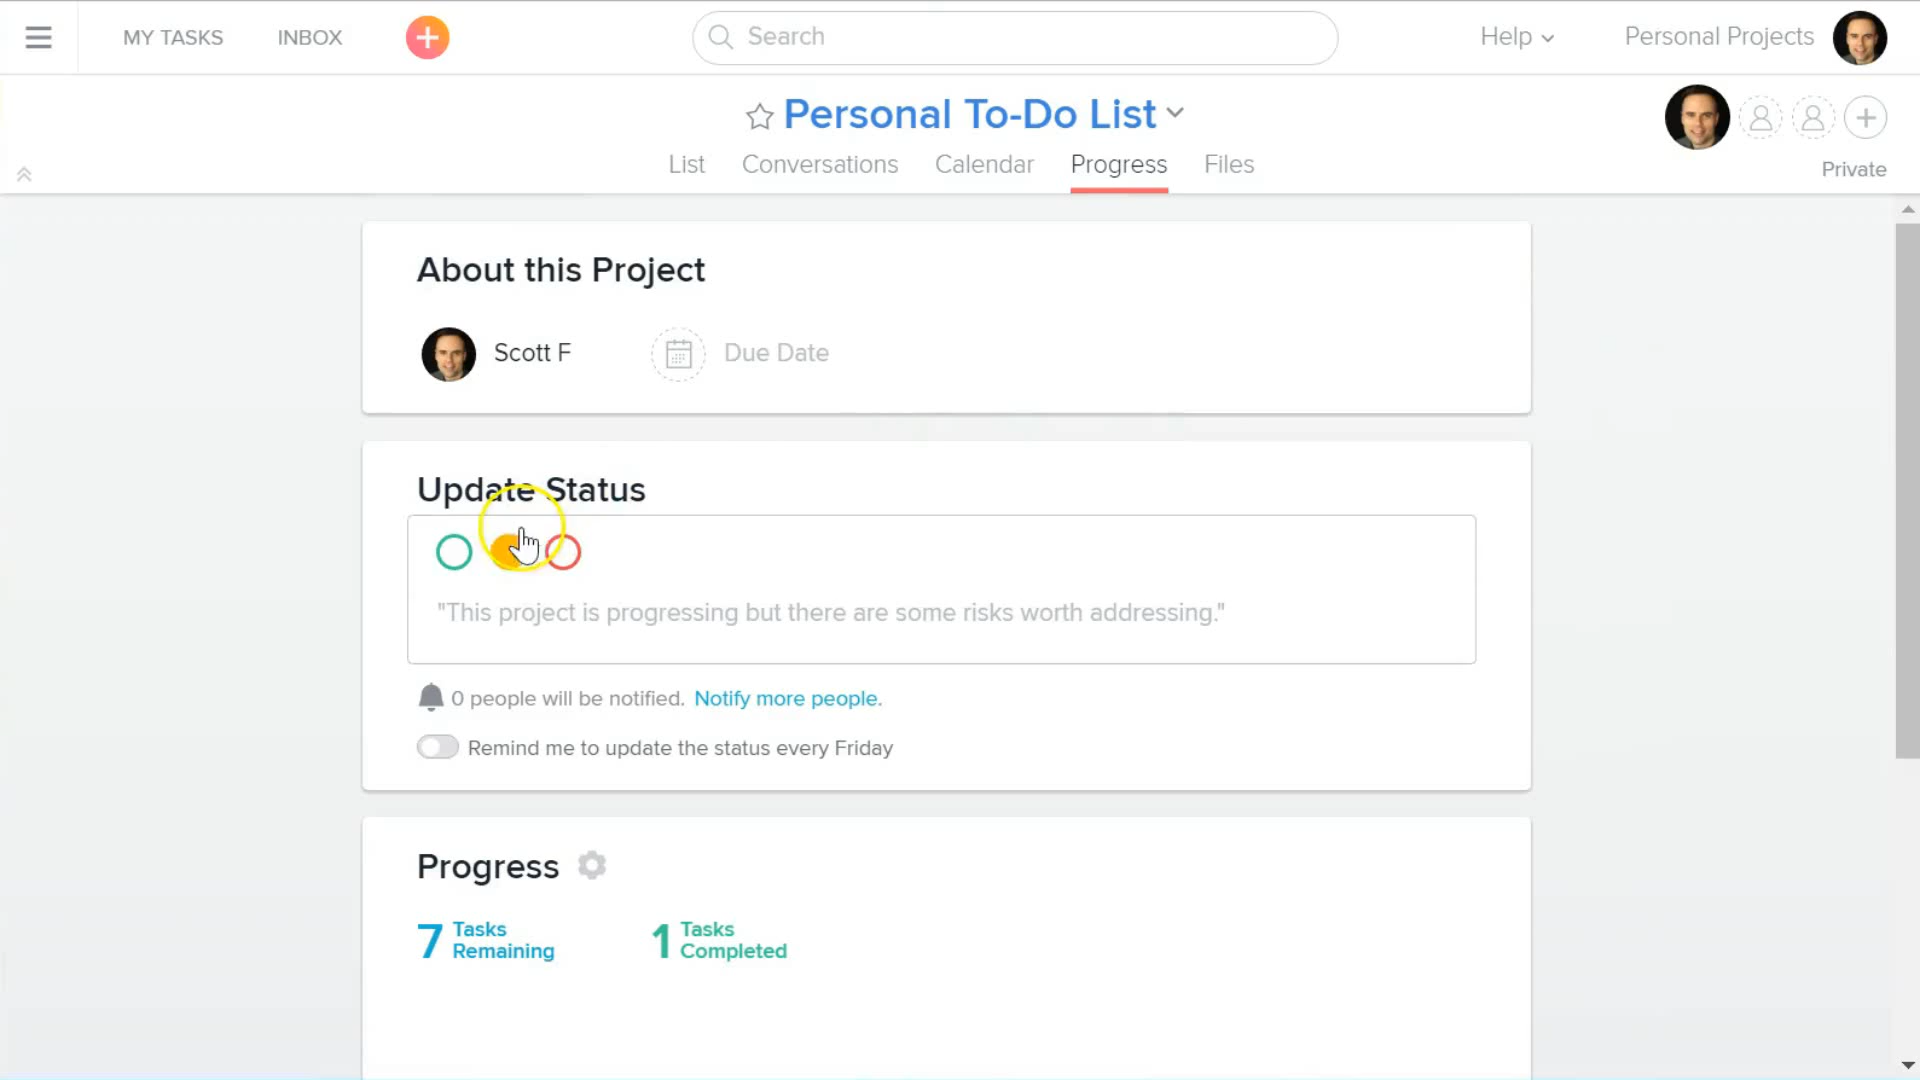 MY TASKS
INBOX
Search
Help
Personal Projects
Personal To-Do List
List
Conversations
Calendar
Progress
Files
Private
About this Project
Scott F
Due Date
Update Status
"This project is progressing but there are some risks worth addressing."
0 people will be notified. Notify more people.
Remind me to update the status every Friday
Progress
7 Tasks Remaining
1 Tasks Completed